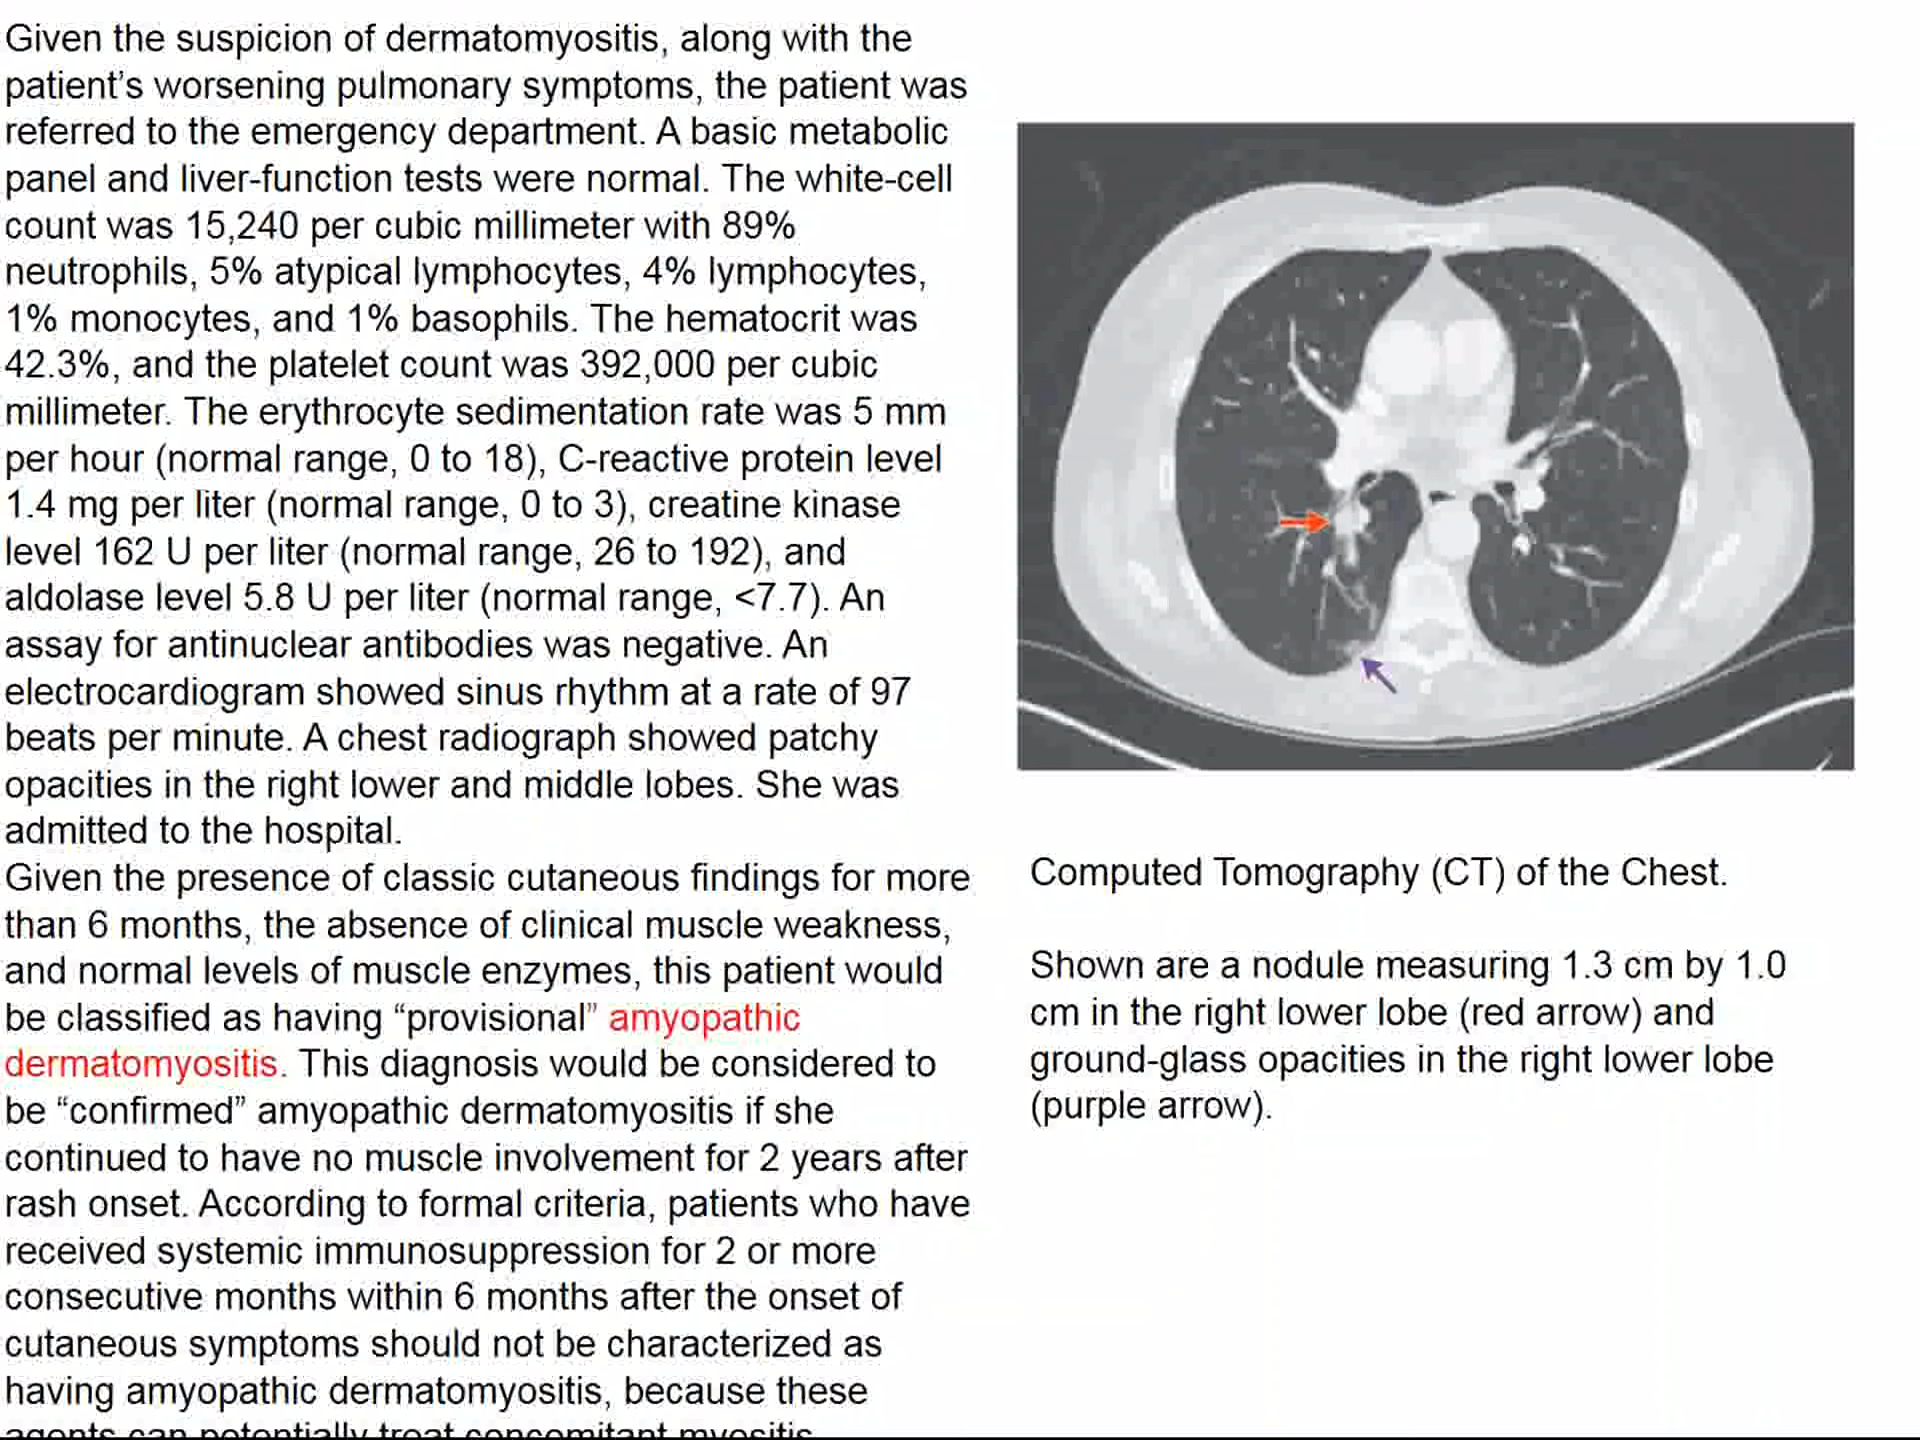 Given the suspicion of dermatomyositis, along with the
patient’s worsening pulmonary symptoms, the patient was
referred to the emergency department. A basic metabolic
panel and liver-function tests were normal. The white-cell
count was 15,240 per cubic millimeter with 89%
neutrophils, 5% atypical lymphocytes, 4% lymphocytes,
1% monocytes, and 1% basophils. The hematocrit was
42.3%, and the platelet count was 392,000 per cubic
millimeter. The erythrocyte sedimentation rate was 5 mm
per hour (normal range, 0 to 18), C-reactive protein level
1.4 mg per liter (normal range, 0 to 3), creatine kinase
level 162 U per liter (normal range, 26 to 192), and
aldolase level 5.8 U per liter (normal range, <7.7). An
assay for antinuclear antibodies was negative. An
electrocardiogram showed sinus rhythm at a rate of 97
beats per minute. A chest radiograph showed patchy
opacities in the right lower and middle lobes. She was
admitted to the hospital.
Given the presence of classic cutaneous findings for more
than 6 months, the absence of clinical muscle weakness,
and normal levels of muscle enzymes, this patient would
be classified as having “provisional” amyopathic
dermatomyositis. This diagnosis would be considered to
be “confirmed” amyopathic dermatomyositis if she
continued to have no muscle involvement for 2 years after
rash onset. According to formal criteria, patients who have
received systemic immunosuppression for 2 or more
consecutive months within 6 months after the onset of
cutaneous symptoms should not be characterized as
having amyopathic dermatomyositis, because these
agents can potentially treat concomitant myositis
Computed Tomography (CT) of the Chest.
Shown are a nodule measuring 1.3 cm by 1.0
cm in the right lower lobe (red arrow) and
ground-glass opacities in the right lower lobe
(purple arrow).